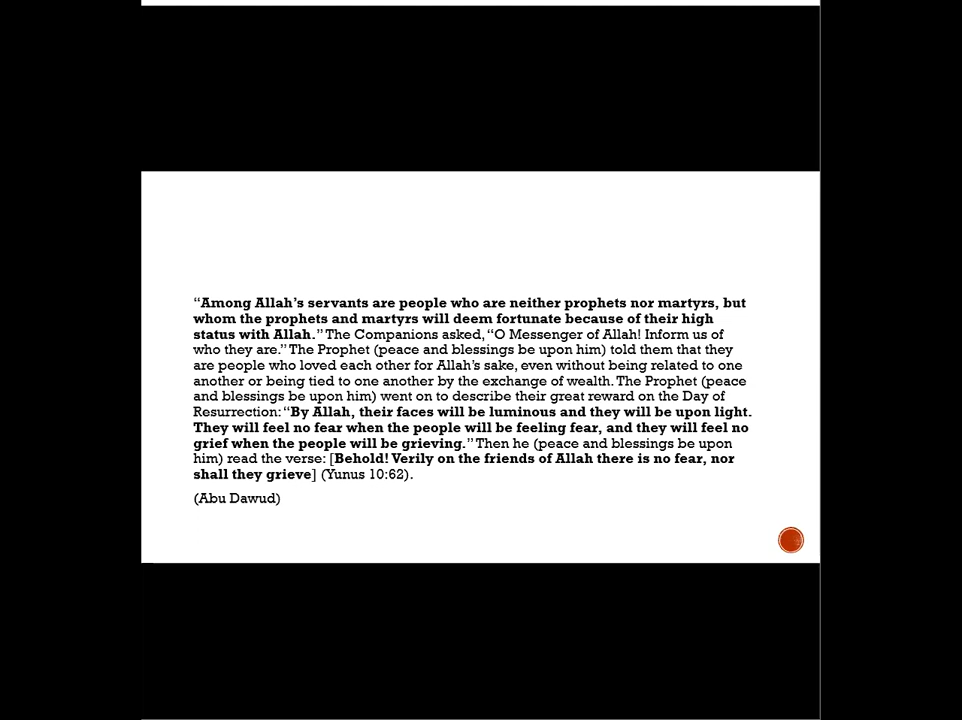 “Among Allah’s servants are people who are neither prophets nor martyrs, but
whom the prophets and martyrs will deem fortunate because of their high
status with Allah.” The Companions asked, “O Messenger of Allah! Inform us of
who they are.” The Prophet (peace and blessings be upon him) told them that they
are people who loved each other for Allah’s sake, even without being related to one
another or being tied to one another by the exchange of wealth. The Prophet (peace
and blessings be upon him) went on to describe their great reward on the Day of
Resurrection: “By Allah, their faces will be luminous and they will be upon light.
They will feel no fear when the people will be feeling fear, and they will feel no
grief when the people will be grieving.” Then he (peace and blessings be upon
him) read the verse: [Behold! Verily on the friends of Allah there is no fear, nor
shall they grieve] (Yunus 10:62).
(Abu Dawud)